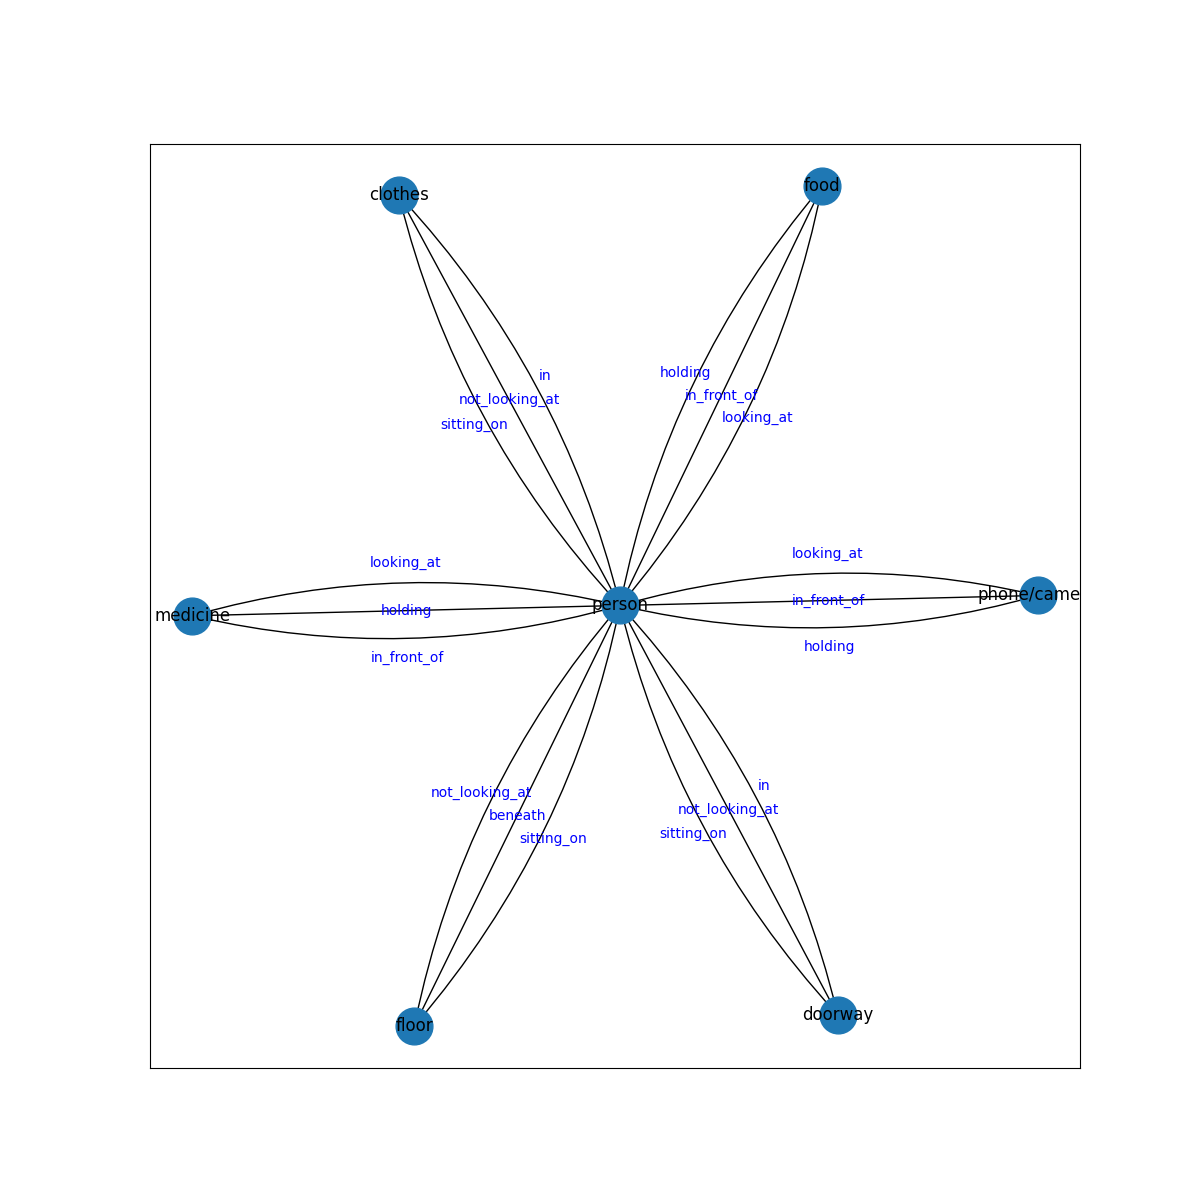 food
clothes
holding
in
in_front_of
not_looking_at
looking_at
sitting_on
looking_at
looking_at
phone/came
in_front_of
person
holding
medicine
holding
in_front_of
in
not_looking_at
not_looking_at
beneath
sitting_on
sitting_on
doorway
floor